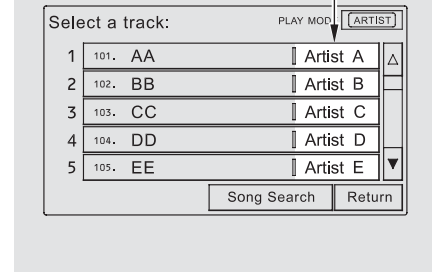 Select a track: PLAY MOD ARTIST
1 101. AA Artist A
2 102. BB Artist B
3 103. CC Artist C
4 104. DD Artist D
5 105. EE Artist E
Song Search Return